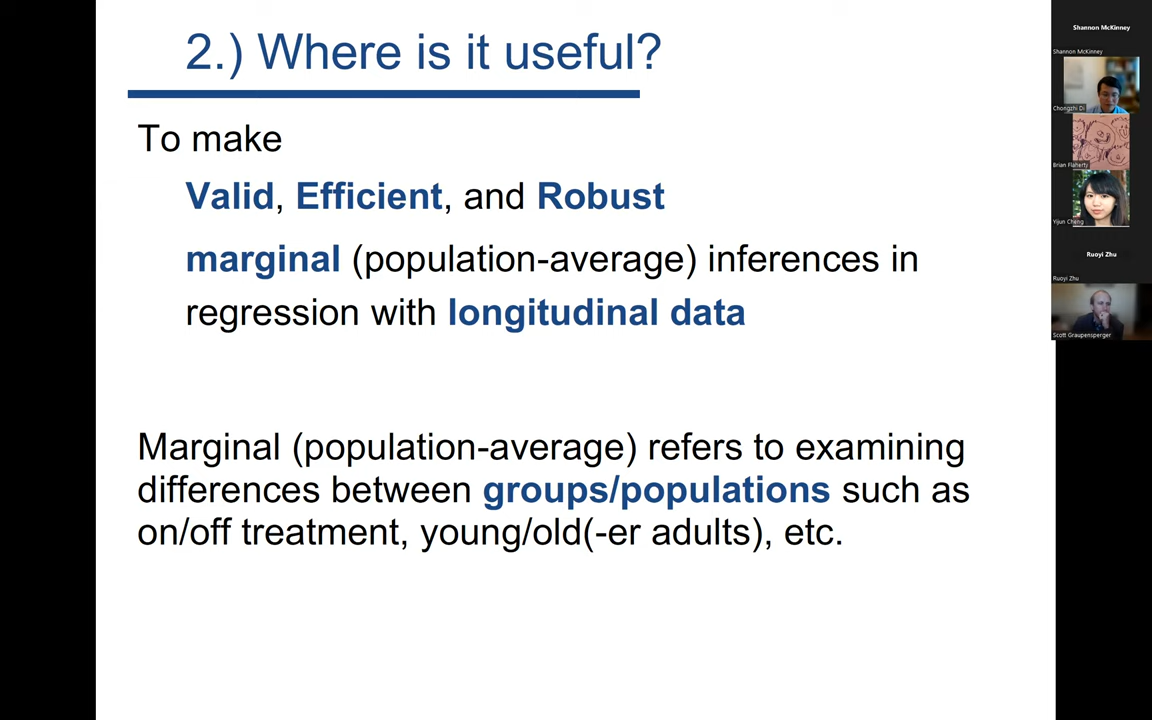 2.) Where is it useful?
To make
Valid, Efficient, and Robust
marginal (population-average) inferences in
regression with longitudinal data
Marginal (population-average) refers to examining
differences between groups/populations such as
on/off treatment, young/old(-er adults), etc.
Shannon McKinney
Shannon McKinney
Chongzhi Di
Brian Flaherty
Yijun Cheng
Ruoyi Zhu
Ruoyi Zhu
Scott Graupensperger